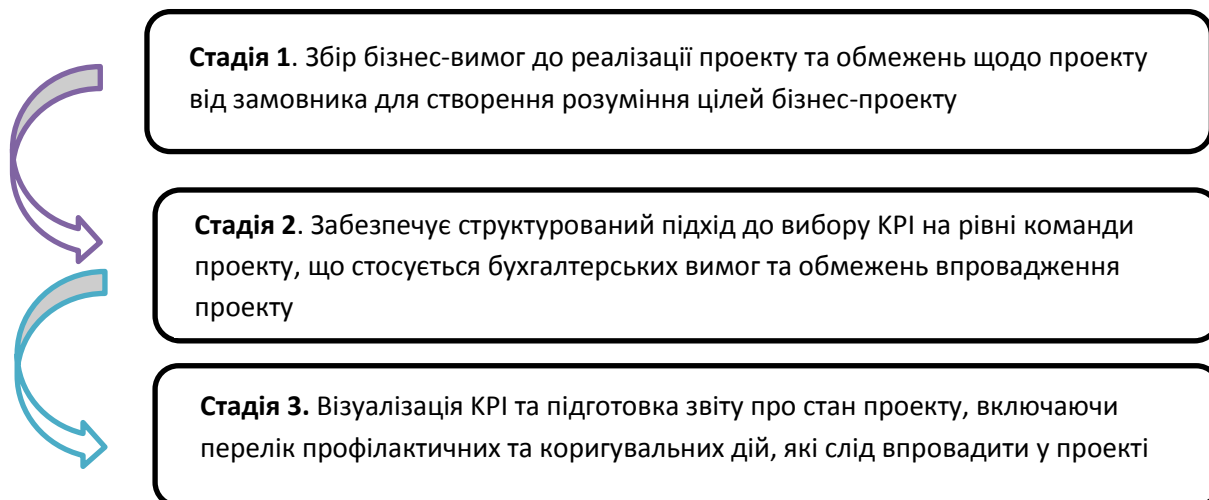 Стадія 1. Збір бізнес-вимог до реалізації проекту та обмежень щодо проекту
від замовника для створення розуміння цілей бізнес-проекту
Стадія 2. Забезпечує структурований підхід до вибору KPI на рівні команди
проекту, що стосується бухгалтерських вимог та обмежень впровадження
проекту
Стадія 3. Візуалізація KPI та підготовка звіту про стан проекту, включаючи
перелік профілактичних та коригувальних дій, які слід впровадити у проекті